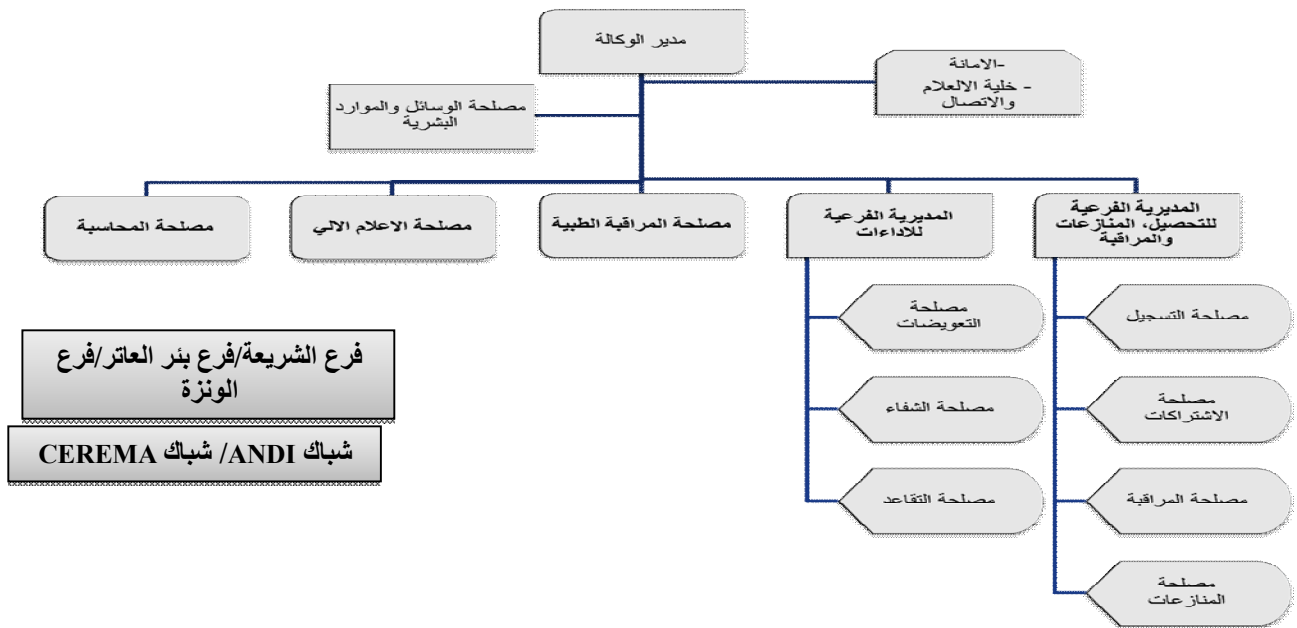 مدير الوكالة
-الامانة
- خلية الالعلام
والاتصال
مصلحة الوسائل والموارد
البشرية
المديرية الفرعية
للتحصيل، المنازعات
والمراقبة
المديرية الفرعية
للاداءات
مصلحة المراقبة الطبية
مصلحة الاعلام الالي
مصلحة المحاسبة
مصلحة التسجيل
مصلحة
الاشتراكات
مصلحة المراقبة
مصلحة
المنازعات
مصلحة
التعويضات
مصلحة الشفاء
مصلحة التقاعد
فرع الشريعة/فرع بئر العاتر/فرع
الونزة
شباك ANDI/ شباك CEREMA